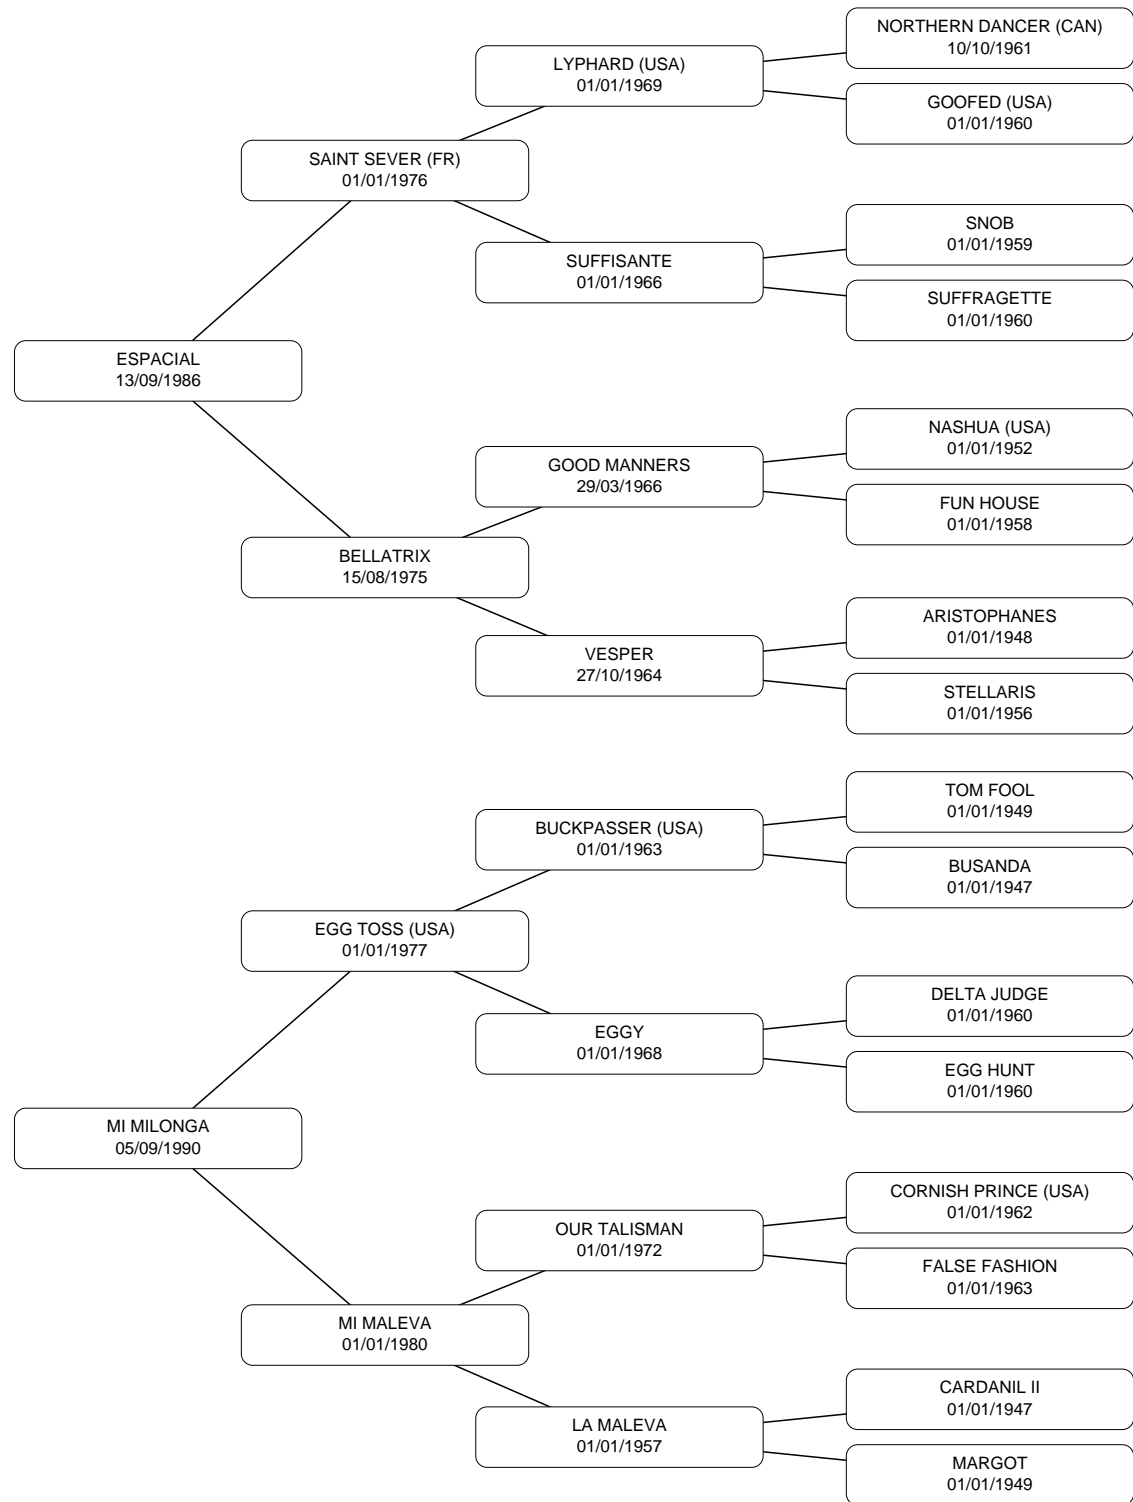 NORTHERN DANCER (CAN)
10/10/1961
LYPHARD (USA)
01/01/1969
GOOFED (USA)
01/01/1960
SAINT SEVER (FR)
01/01/1976
SNOB
01/01/1959
SUFFISANTE
01/01/1966
SUFFRAGETTE
01/01/1960
ESPACIAL
13/09/1986
NASHUA (USA)
01/01/1952
GOOD MANNERS
29/03/1966
FUN HOUSE
01/01/1958
BELLATRIX
15/08/1975
ARISTOPHANES
01/01/1948
VESPER
27/10/1964
STELLARIS
01/01/1956
TOM FOOL
01/01/1949
BUCKPASSER (USA)
01/01/1963
BUSANDA
01/01/1947
EGG TOSS (USA)
01/01/1977
DELTA JUDGE
01/01/1960
EGGY
01/01/1968
EGG HUNT
01/01/1960
MI MILONGA
05/09/1990
CORNISH PRINCE (USA)
01/01/1962
OUR TALISMAN
01/01/1972
FALSE FASHION
01/01/1963
MI MALEVA
01/01/1980
CARDANIL II
01/01/1947
LA MALEVA
01/01/1957
MARGOT
01/01/1949